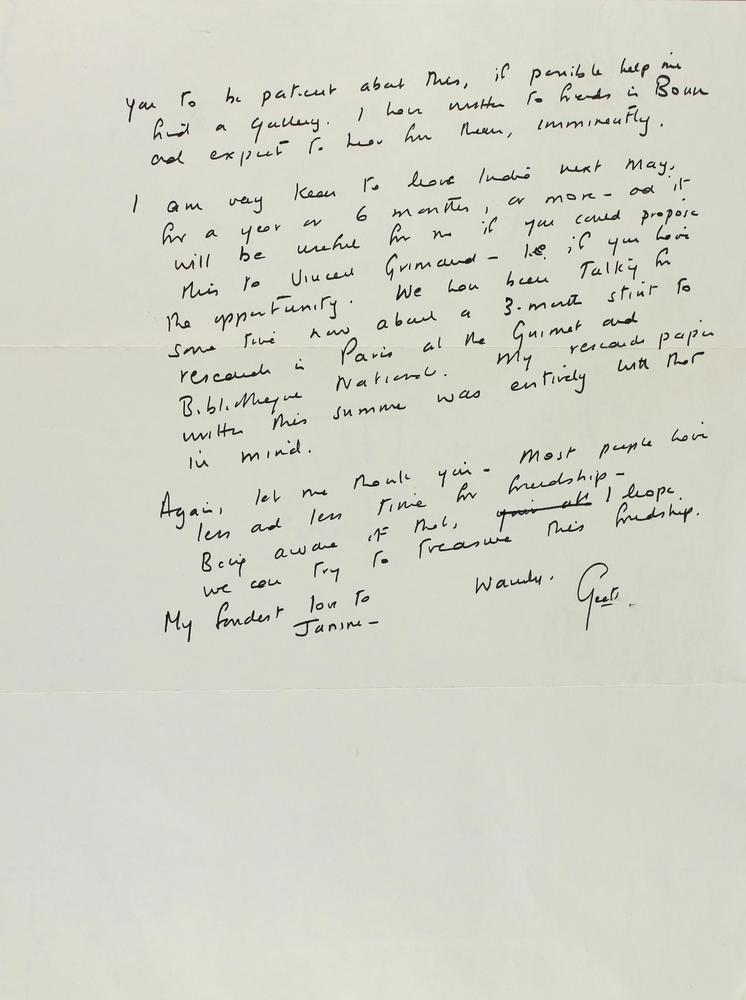 you to be patient about this, if possible help me
find a gallery. I have written to friends in Bonn
and expect to hear from them, imminently.
I am very keen to leave India next May,
for a year or 6 months, or more - and it
will be useful for me if you could propose
this to Vincent Grimaud - if you have
the opportunity. We have been talking for
some time now about a 3-month stint to
research in Paris at the Guimet and
Bibliotheque National. My research paper
written this summer was entirely with that
in mind.
Again, let me thank you - Most people have
less and less time for friendship -
Being aware of that, I hope
we can try to treasure this friendship.
Warmly. Geeta.
My fondest love to
Janine -